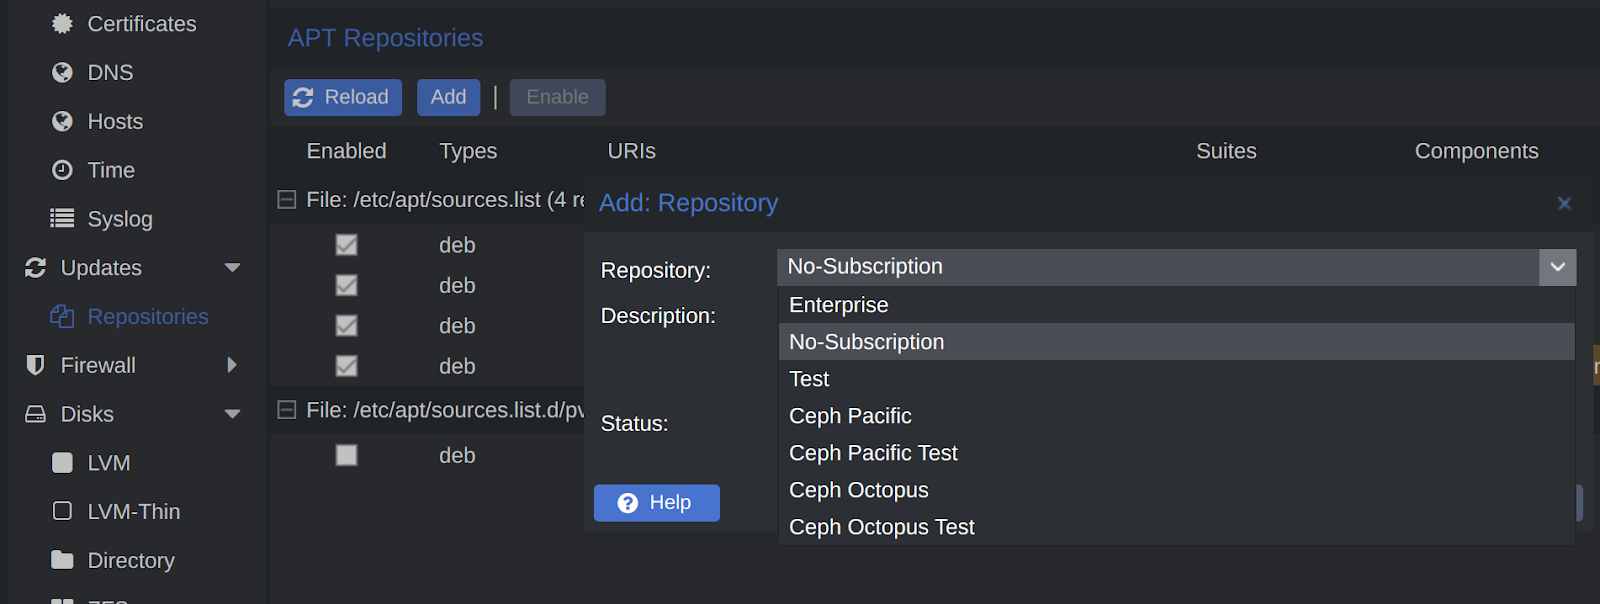 Certificates
DNS
Hosts
Time
Syslog
Updates
Repositories
Firewall
Disks
LVM
LVM-Thin
Directory
APT Repositories
Reload Add | Enable
Enabled Types URIs Suites Components
File: /etc/apt/sources.list (4 re
deb
deb
deb
deb
File: /etc/apt/sources.list.d/pv
deb
Add: Repository
Repository: No-Subscription
Description:
Status:
Help
Enterprise
No-Subscription
Test
Ceph Pacific
Ceph Pacific Test
Ceph Octopus
Ceph Octopus Test